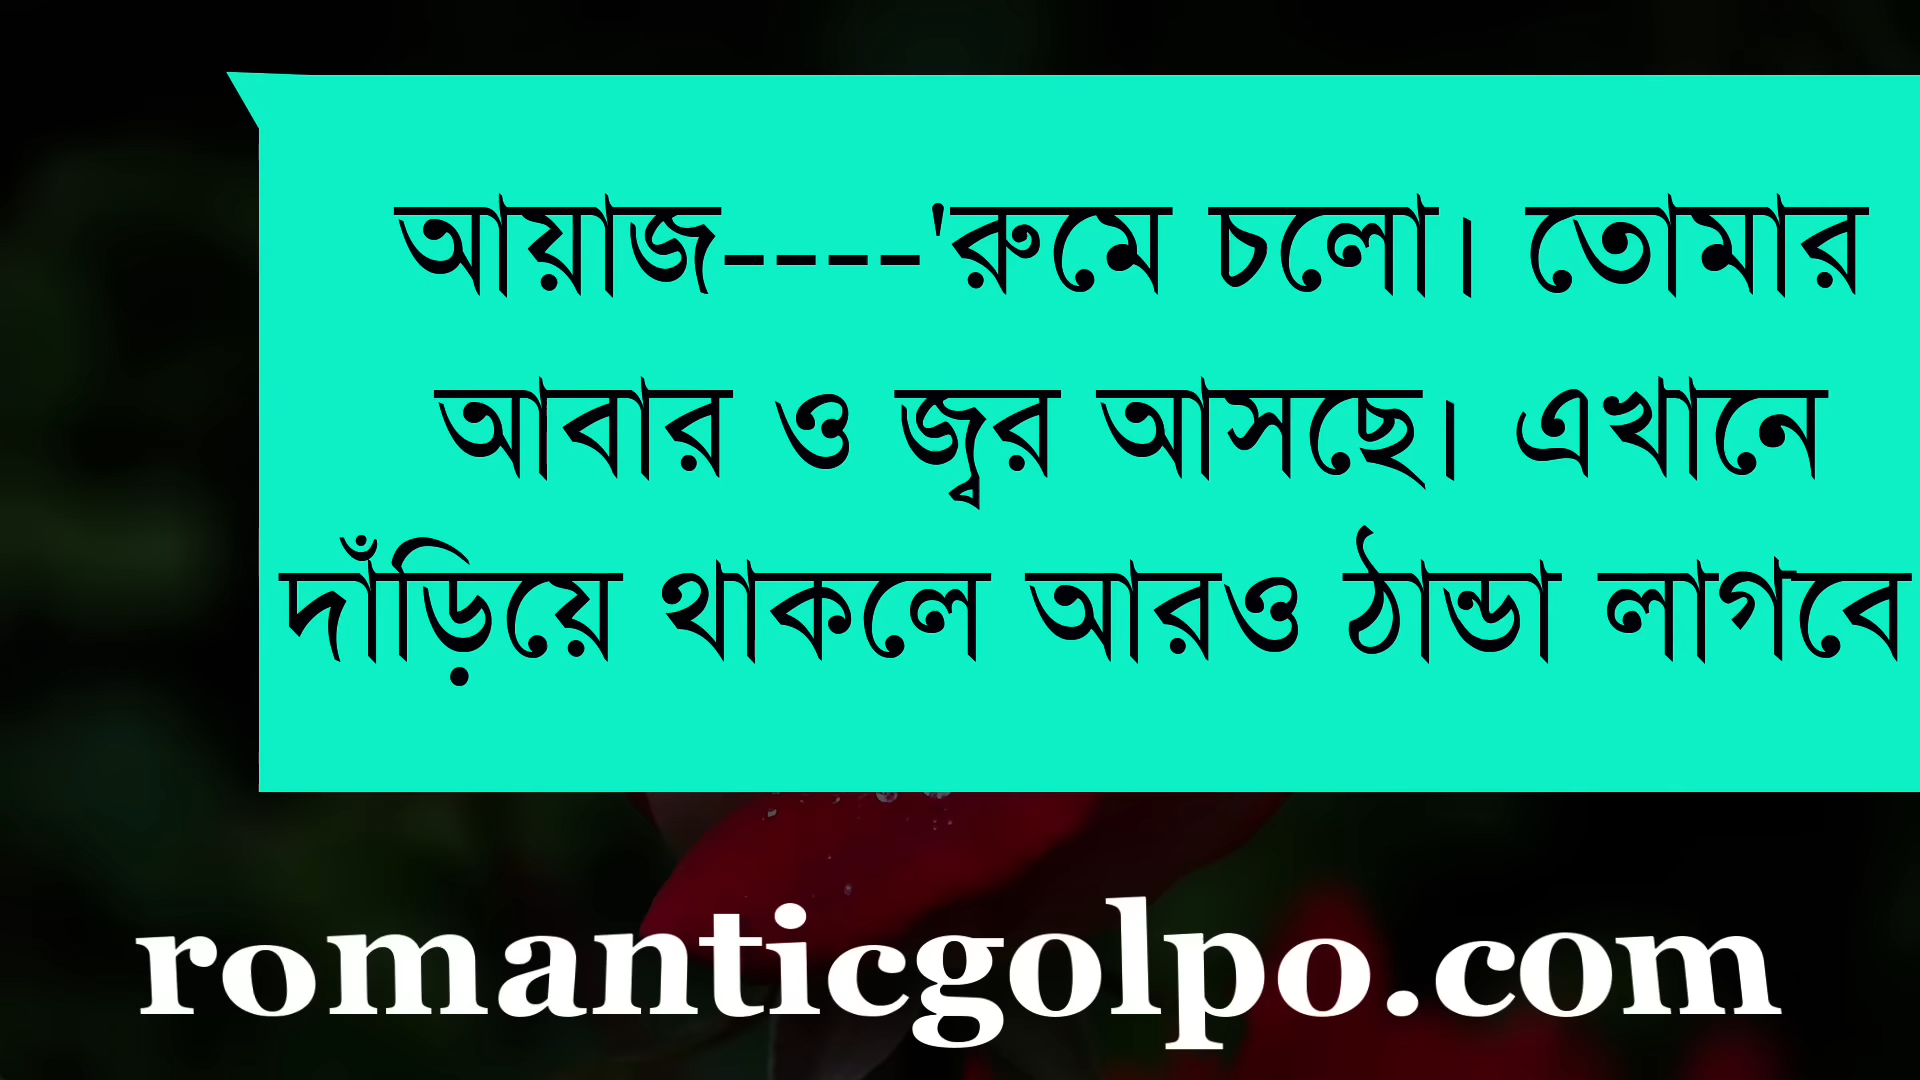 আয়াজ----'রুমে চলো। তোমার
আবার ও জ্বর আসছে। এখানে
দাঁড়িয়ে থাকলে আরও ঠান্ডা লাগবে
romanticgolpo.com